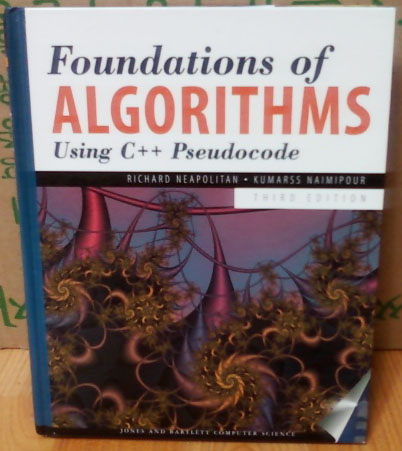 Foundations of
ALGORITHMS
Using C++ Pseudocode
RICHARD NEAPOLITAN • KUMARSS NAIMIPOUR
THIRD EDITION
JONES AND BARTLETT COMPUTER SCIENCE